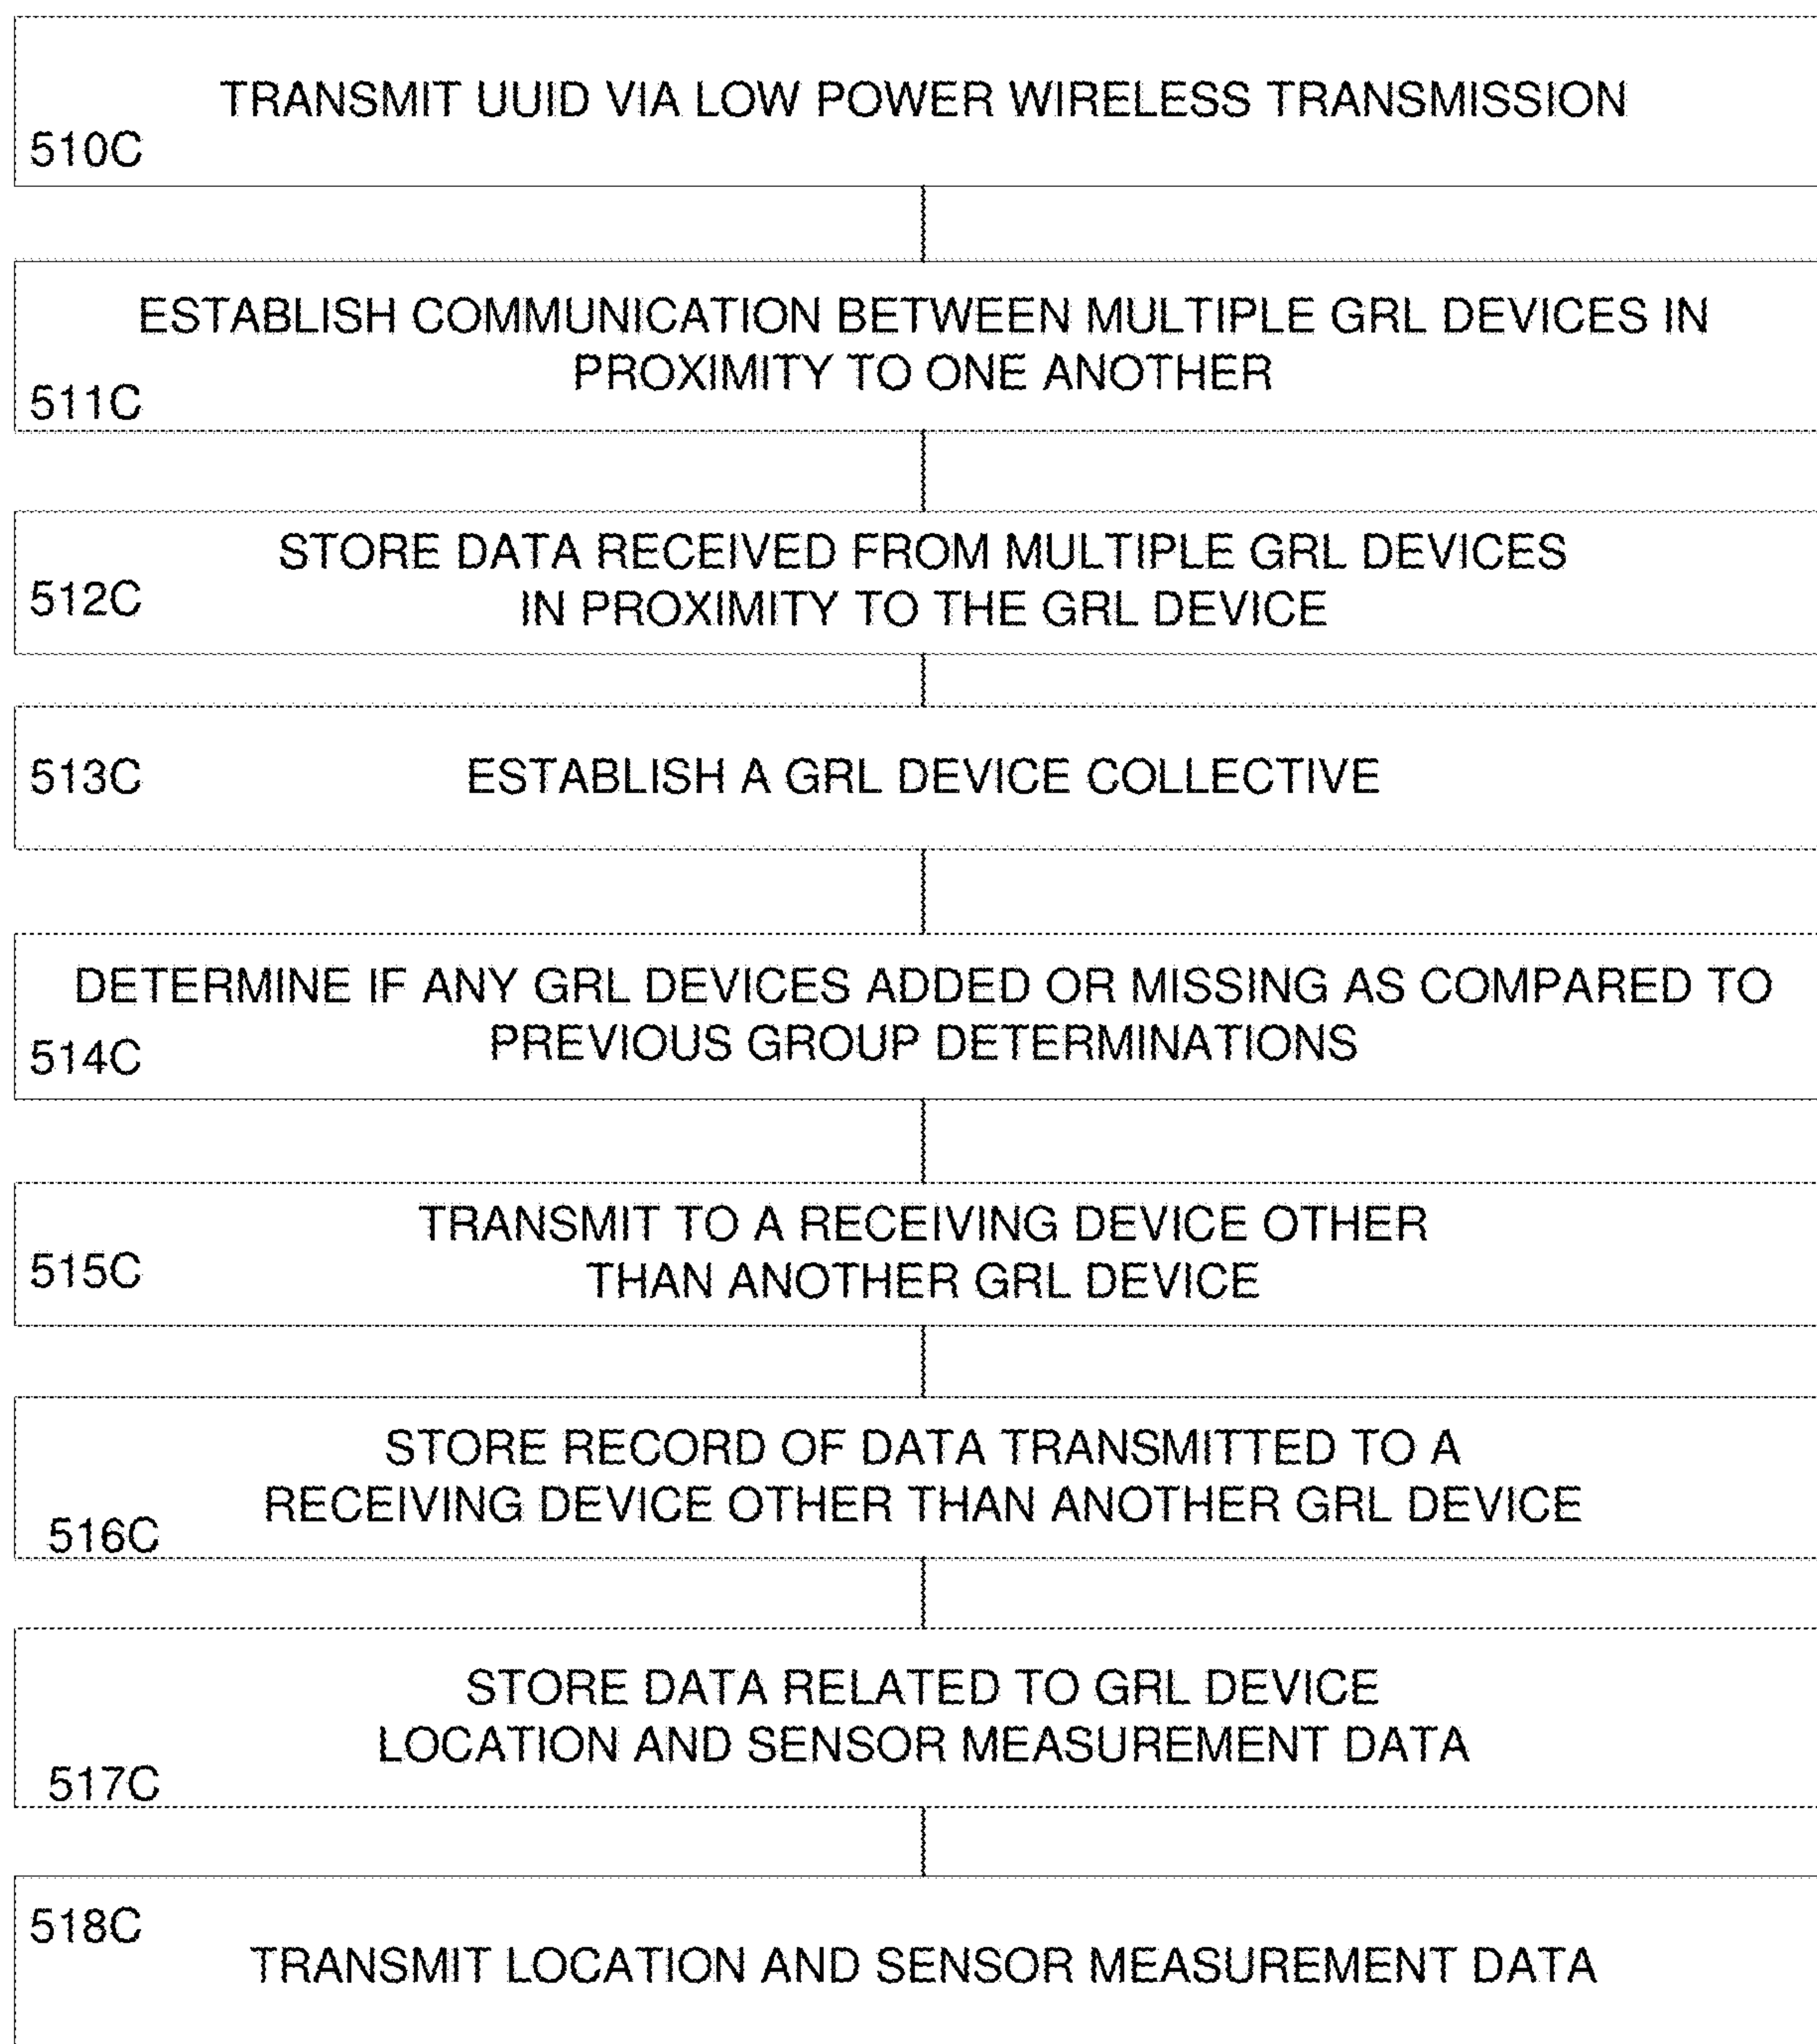 TRANSMIT UUID VIA LOW POWER WIRELESS TRANSMISSION
510C
ESTABLISH COMMUNICATION BETWEEN MULTIPLE GRL DEVICES IN
PROXIMITY TO ONE ANOTHER
511C
STORE DATA RECEIVED FROM MULTIPLE GRL DEVICES
512C
IN PROXIMITY TO THE GRL DEVICE
513C ESTABLISH A GRL DEVICE COLLECTIVE
DETERMINE IF ANY GRL DEVICES ADDED OR MISSING AS COMPARED TO
PREVIOUS GROUP DETERMINATIONS
514C
TRANSMIT TO A RECEIVING DEVICE OTHER
515C
THAN ANOTHER GRL DEVICE
STORE RECORD OF DATA TRANSMITTED TO A
RECEIVING DEVICE OTHER THAN ANOTHER GRL DEVICE
516C
STORE DATA RELATED TO GRL DEVICE
LOCATION AND SENSOR MEASUREMENT DATA
517C
518C
TRANSMIT LOCATION AND SENSOR MEASUREMENT DATA